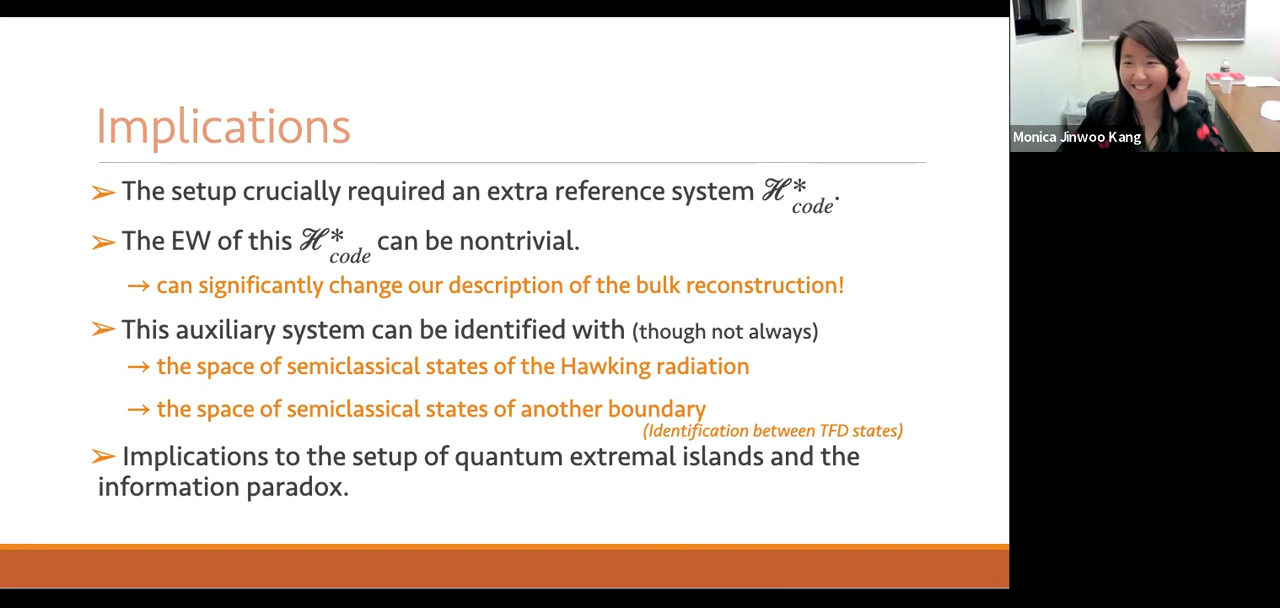 Implications
➢ The setup crucially required an extra reference system ℋ*code.
➢ The EW of this ℋ*code can be nontrivial.
→ can significantly change our description of the bulk reconstruction!
➢ This auxiliary system can be identified with (though not always)
→ the space of semiclassical states of the Hawking radiation
→ the space of semiclassical states of another boundary
(Identification between TFD states)
➢ Implications to the setup of quantum extremal islands and the
information paradox.
Monica Jinwoo Kang